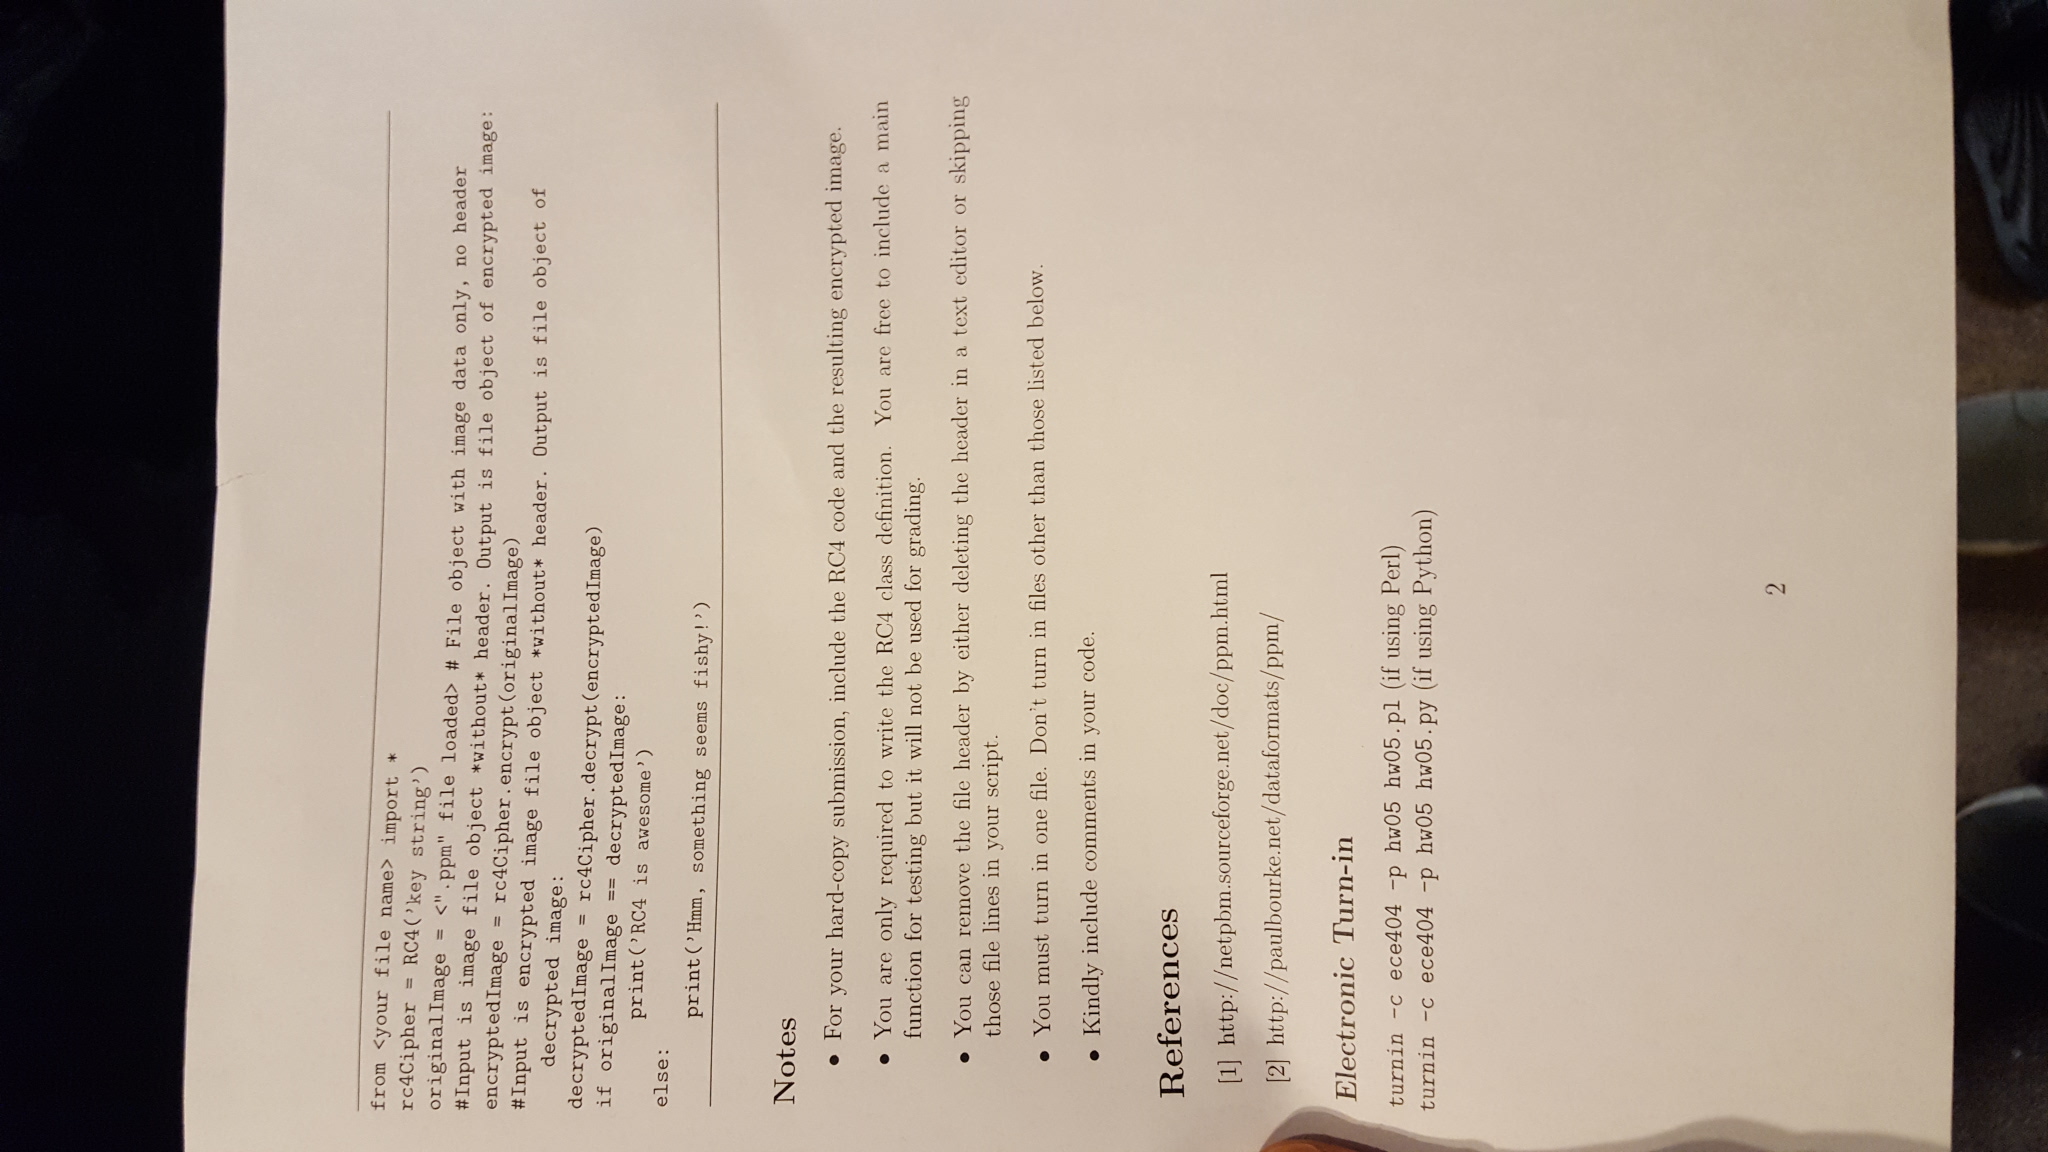 from <your file name> import *
rc4Cipher = RC4('key string')
originalImage = <".ppm" file loaded> # File object with image data only, no header
#Input is image file object *without* header. Output is file object of encrypted image:
encryptedImage = rc4Cipher.encrypt(originalImage)
#Input is encrypted image file object *without* header. Output is file object of
decrypted image:
decryptedImage = rc4Cipher.decrypt(encryptedImage)
if originalImage == decryptedImage:
print('RC4 is awesome')
else:
print('Hmm, something seems fishy!')
Notes
• For your hard-copy submission, include the RC4 code and the resulting encrypted image.
• You are only required to write the RC4 class definition. You are free to include a main
function for testing but it will not be used for grading.
• You can remove the file header by either deleting the header in a text editor or skipping
those file lines in your script.
• You must turn in one file. Don't turn in files other than those listed below.
• Kindly include comments in your code.
References
[1] http://netpbm.sourceforge.net/doc/ppm.html
[2] http://paulbourke.net/dataformats/ppm/
Electronic Turn-in
turnin -c ece404 -p hw05 hw05.pl (if using Perl)
turnin -c ece404 -p hw05 hw05.py (if using Python)
2